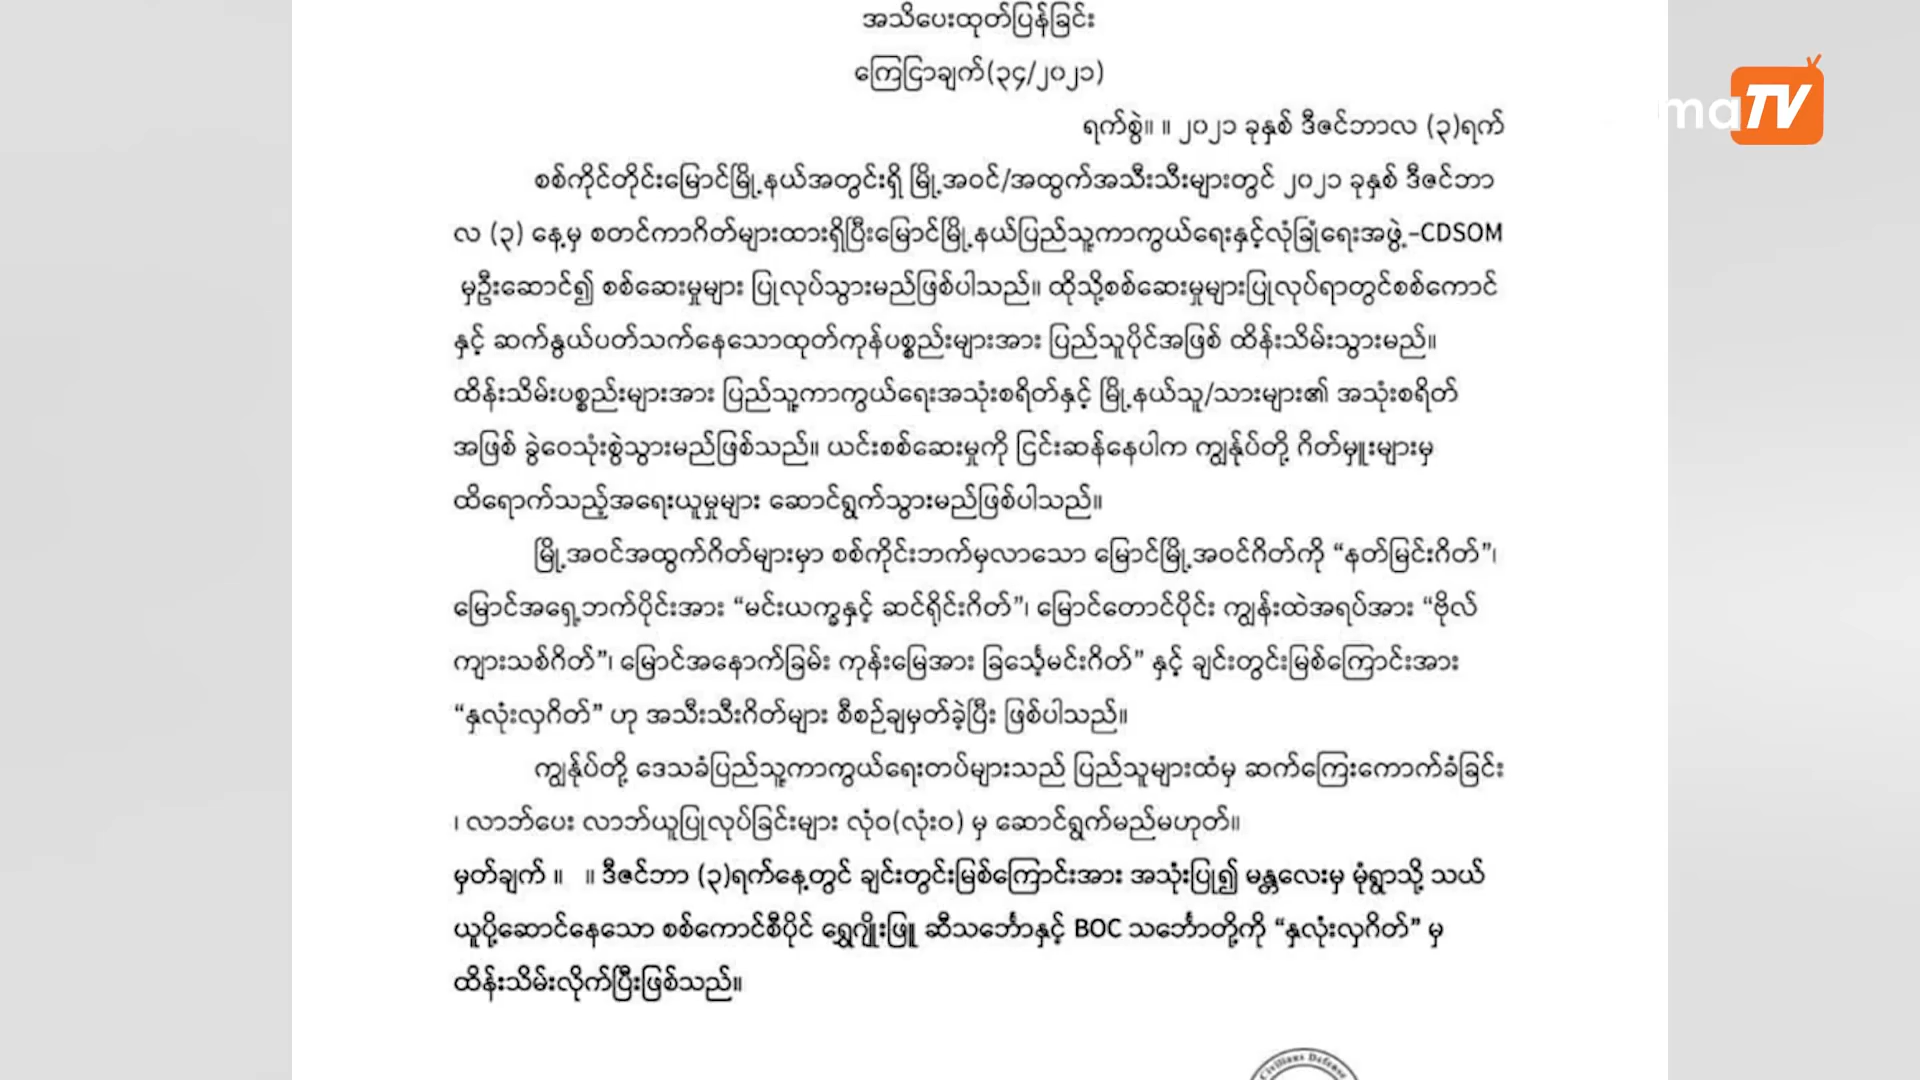 အသိပေးထုတ်ပြန်ခြင်း
ကြေငြာချက်(၃၄/၂၀၂၁)
maTV
ရက်စွဲ။ ။ ၂၀၂၁ ခုနှစ် ဒီဇင်ဘာလ (၃)ရက်
စစ်ကိုင်တိုင်းမြောင်မြို့နယ်အတွင်းရှိ မြို့အဝင်/အထွက်အသီးသီးများတွင် ၂၀၂၁ ခုနှစ် ဒီဇင်ဘာ
လ (၃) နေ့မှ စတင်ကာဂိတ်များထားရှိပြီးမြောင်မြို့နယ်ပြည်သူ့ကာကွယ်ရေးနှင့်လုံခြုံရေးအဖွဲ့–CDSOM
မှဦးဆောင်၍ စစ်ဆေးမှုများ ပြုလုပ်သွားမည်ဖြစ်ပါသည်။ ထိုသို့စစ်ဆေးမှုများပြုလုပ်ရာတွင်စစ်ကောင်
နှင့် ဆက်နွယ်ပတ်သက်နေသောထုတ်ကုန်ပစ္စည်းများအား ပြည်သူပိုင်အဖြစ် ထိန်းသိမ်းသွားမည်။
ထိန်းသိမ်းပစ္စည်းများအား ပြည်သူ့ကာကွယ်ရေးအသုံးစရိတ်နှင့် မြို့နယ်သူ/သားများ၏ အသုံးစရိတ်
အဖြစ် ခွဲဝေသုံးစွဲသွားမည်ဖြစ်သည်။ ယင်းစစ်ဆေးမှုကို ငြင်းဆန်နေပါက ကျွန်ုပ်တို့ ဂိတ်မှူးများမှ
ထိရောက်သည့်အရေးယူမှုများ ဆောင်ရွက်သွားမည်ဖြစ်ပါသည်။
မြို့အဝင်အထွက်ဂိတ်များမှာ စစ်ကိုင်းဘက်မှလာသော မြောင်မြို့အဝင်ဂိတ်ကို “နတ်မြင်းဂိတ်”၊
မြောင်အရှေ့ဘက်ပိုင်းအား “မင်းယက္ခနှင့် ဆင်ရိုင်းဂိတ်”၊ မြောင်တောင်ပိုင်း ကျွန်းထဲအရပ်အား “ဗိုလ်
ကျားသစ်ဂိတ်”၊ မြောင်အနောက်ခြမ်း ကုန်းမြေအား ခြင်္သေ့မင်းဂိတ်” နှင့် ချင်းတွင်းမြစ်ကြောင်းအား
“နှလုံးလှဂိတ်” ဟု အသီးသီးဂိတ်များ စီစဉ်ချမှတ်ခဲ့ပြီး ဖြစ်ပါသည်။
ကျွန်ုပ်တို့ ဒေသခံပြည်သူ့ကာကွယ်ရေးတပ်များသည် ပြည်သူများထံမှ ဆက်ကြေးကောက်ခံခြင်း
၊ လာဘ်ပေး လာဘ်ယူပြုလုပ်ခြင်းများ လုံဝ(လုံးဝ) မှ ဆောင်ရွက်မည်မဟုတ်။
မှတ်ချက် ။ ။ ဒီဇင်ဘာ (၃)ရက်နေ့တွင် ချင်းတွင်းမြစ်ကြောင်းအား အသုံးပြု၍ မန္တလေးမှ မုံရွာသို့ သယ်
ယူပို့ဆောင်နေသော စစ်ကောင်စီပိုင် ရွှေဂျိုးဖြူ ဆီသင်္ဘောနှင့် BOC သင်္ဘောတို့ကို “နှလုံးလှဂိတ်” မှ
ထိန်းသိမ်းလိုက်ပြီးဖြစ်သည်။
Civilians Defense